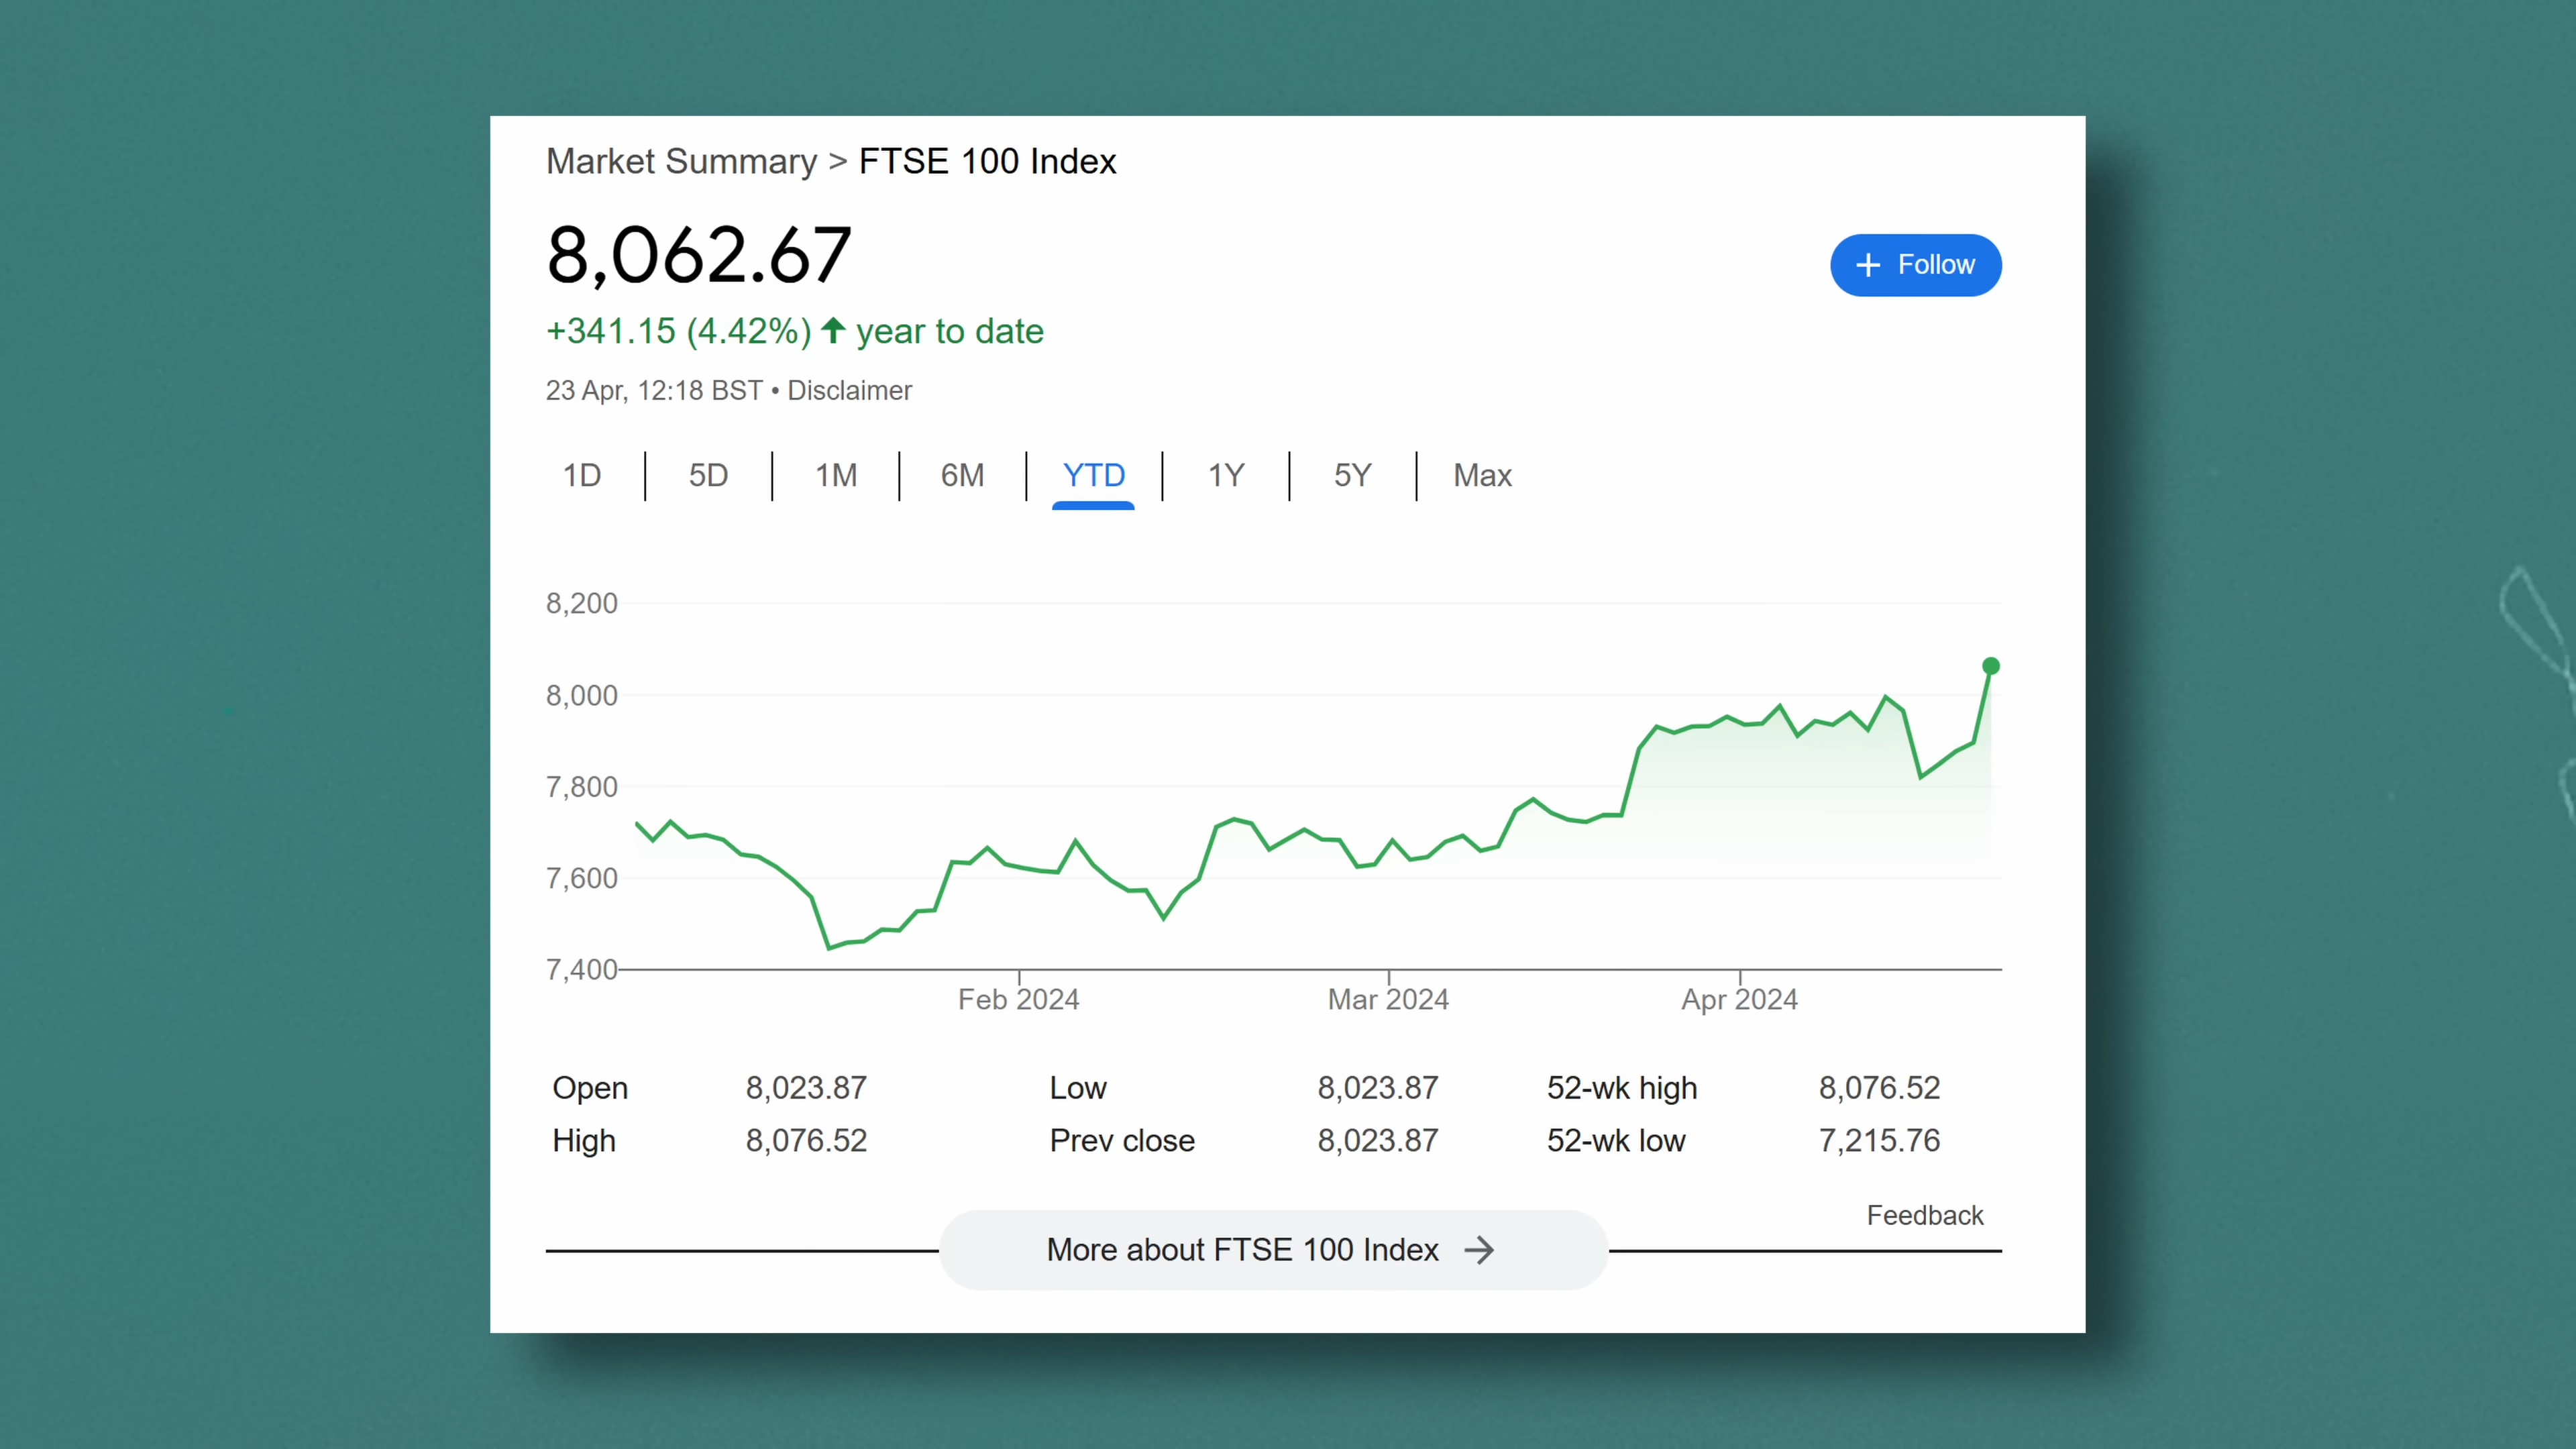 Market Summary > FTSE 100 Index
8,062.67
+ Follow
+341.15 (4.42%) ↑ year to date
23 Apr, 12:18 BST • Disclaimer
1D | 5D | 1M | 6M | YTD | 1Y | 5Y | Max
8,200
8,000
7,800
7,600
7,400
Feb 2024 Mar 2024 Apr 2024
Open 8,023.87 Low 8,023.87 52-wk high 8,076.52
High 8,076.52 Prev close 8,023.87 52-wk low 7,215.76
Feedback
More about FTSE 100 Index →